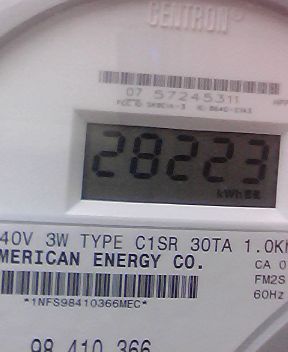 CENTRON
07 57245311
28223
kWh
40V 3W TYPE C1SR 30TA 1.0K
MERICAN ENERGY CO.
CA 0
FM2S
60Hz
*1NFS98410366MEC*
98 410 366